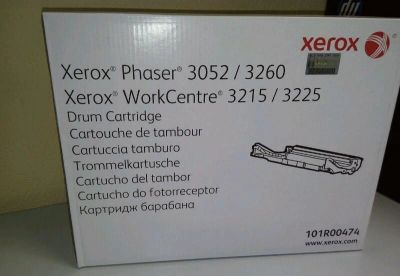 xerox
Xerox® Phaser® 3052 / 3260
Xerox® WorkCentre® 3215 / 3225
Drum Cartridge
Cartouche de tambour
Cartuccia tamburo
Trommelkartusche
Cartucho del tambor
Cartucho do fotorreceptor
Картридж барабана
101R00474
www.xerox.com